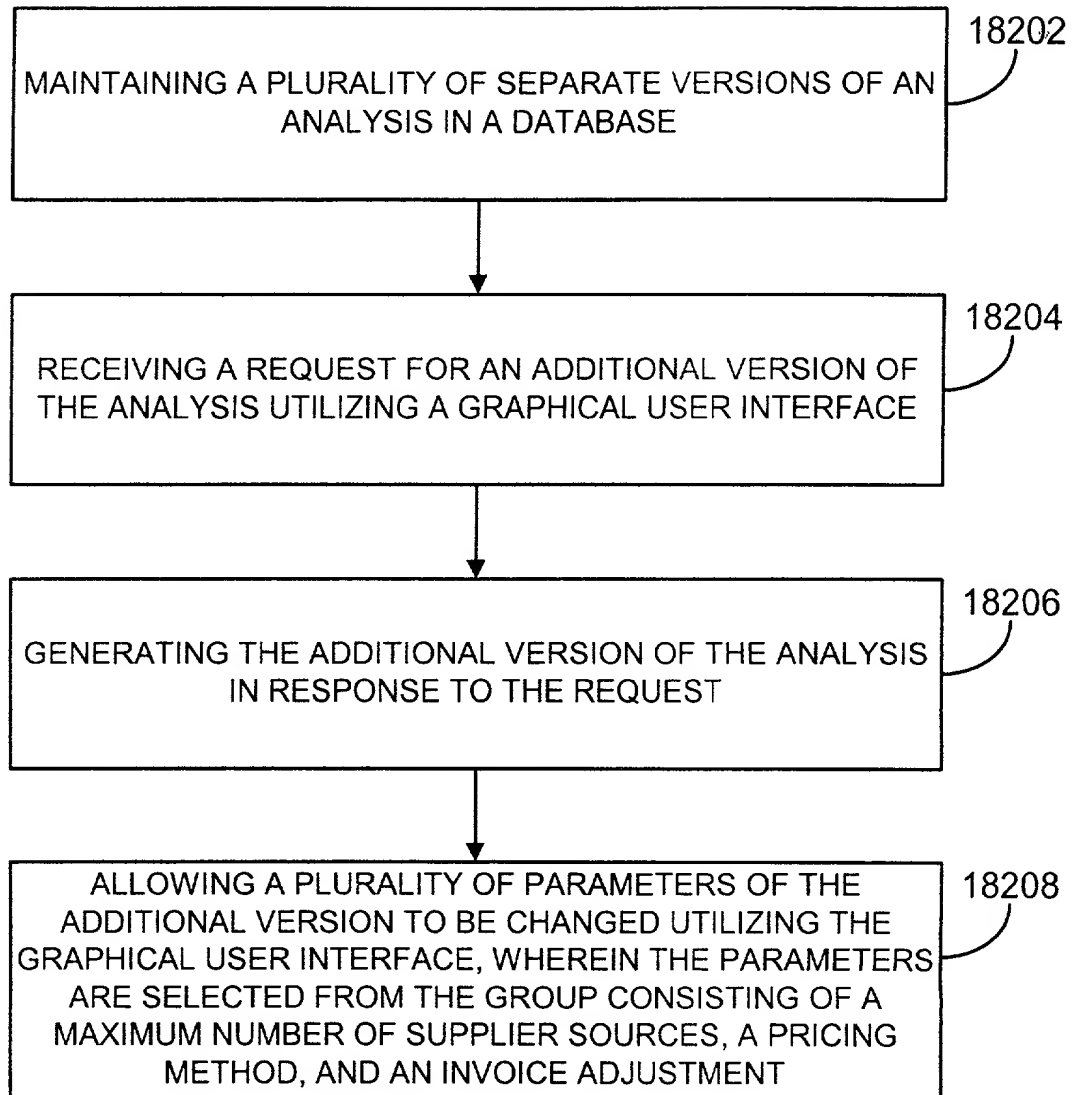 18202
MAINTAINING A PLURALITY OF SEPARATE VERSIONS OF AN
ANALYSIS IN A DATABASE
18204
RECEIVING A REQUEST FOR AN ADDITIONAL VERSION OF
THE ANALYSIS UTILIZING A GRAPHICAL USER INTERFACE
18206
GENERATING THE ADDITIONAL VERSION OF THE ANALYSIS
IN RESPONSE TO THE REQUEST
18208
ALLOWING A PLURALITY OF PARAMETERS OF THE
ADDITIONAL VERSION TO BE CHANGED UTILIZING THE
GRAPHICAL USER INTERFACE, WHEREIN THE PARAMETERS
ARE SELECTED FROM THE GROUP CONSISTING OF A
MAXIMUM NUMBER OF SUPPLIER SOURCES, A PRICING
METHOD, AND AN INVOICE ADJUSTMENT